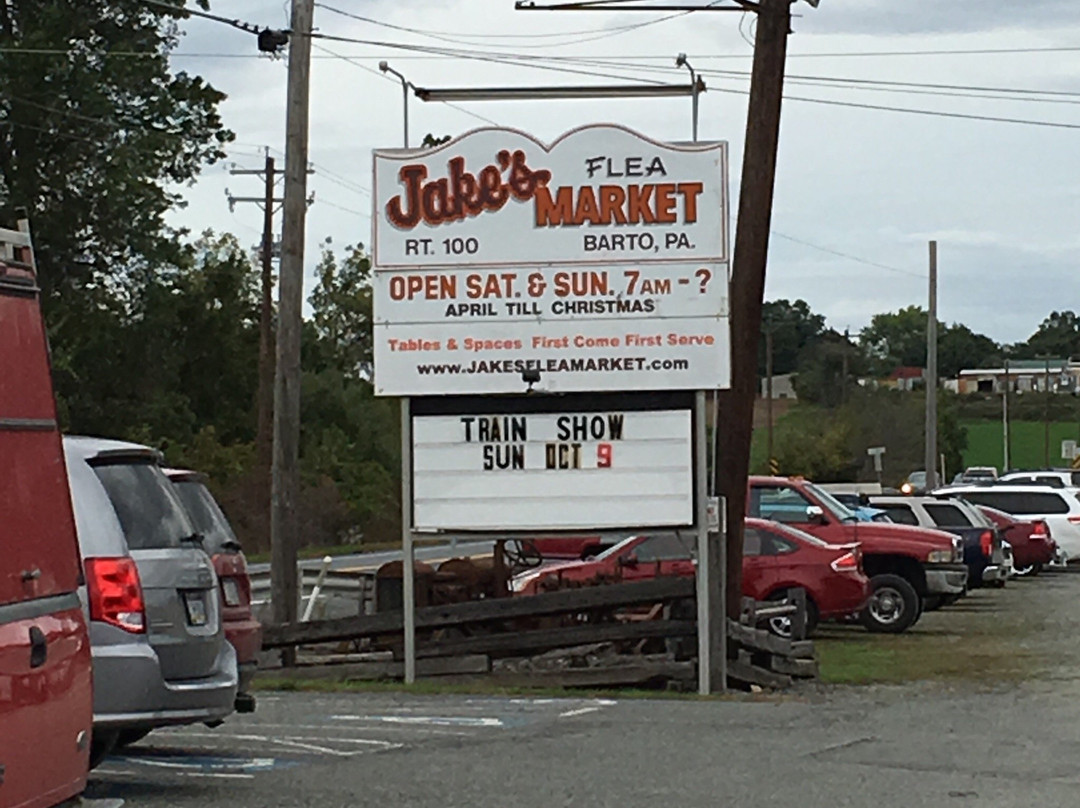 Jake's FLEA
MARKET
RT. 100 BARTO, PA.
OPEN SAT. & SUN. 7AM - ?
APRIL TILL CHRISTMAS
Tables & Spaces First Come First Serve
www.JAKESFLEAMARKET.com
TRAIN SHOW
SUN OCT 9